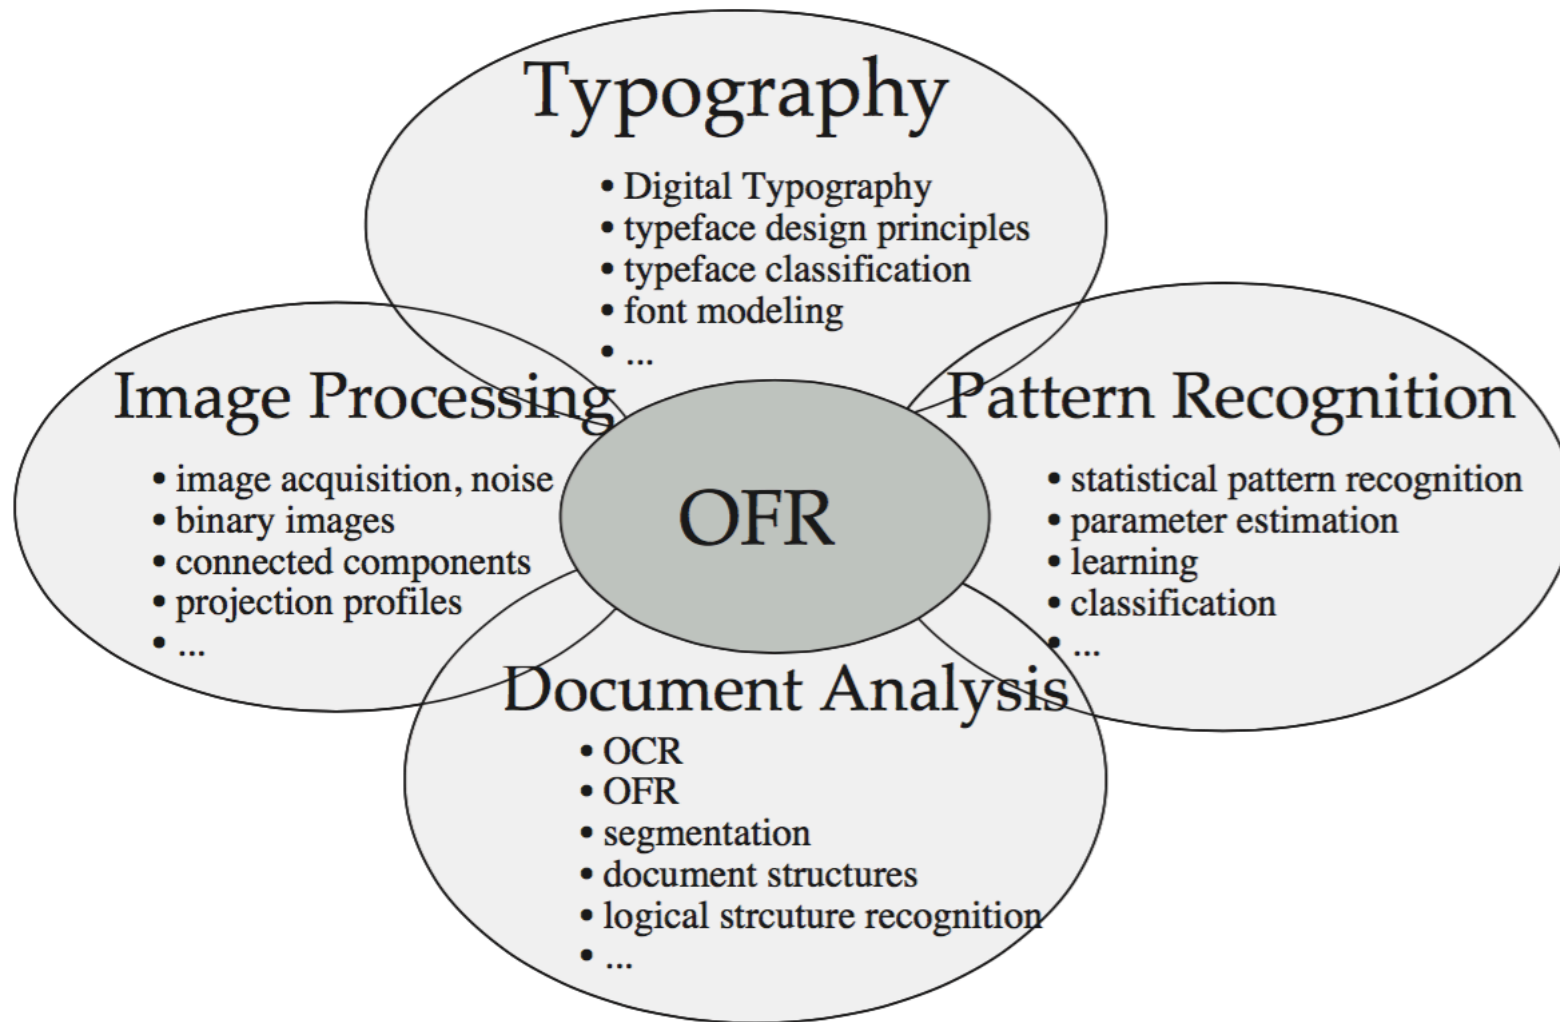 Typography
• Digital Typography
• typeface design principles
• typeface classification
• font modeling
• ...
Image Processing
• image acquisition, noise
• binary images
• connected components
• projection profiles
• ...
OFR
Pattern Recognition
• statistical pattern recognition
• parameter estimation
• learning
• classification
• ...
Document Analysis
• OCR
• OFR
• segmentation
• document structures
• logical strcuture recognition
• ...